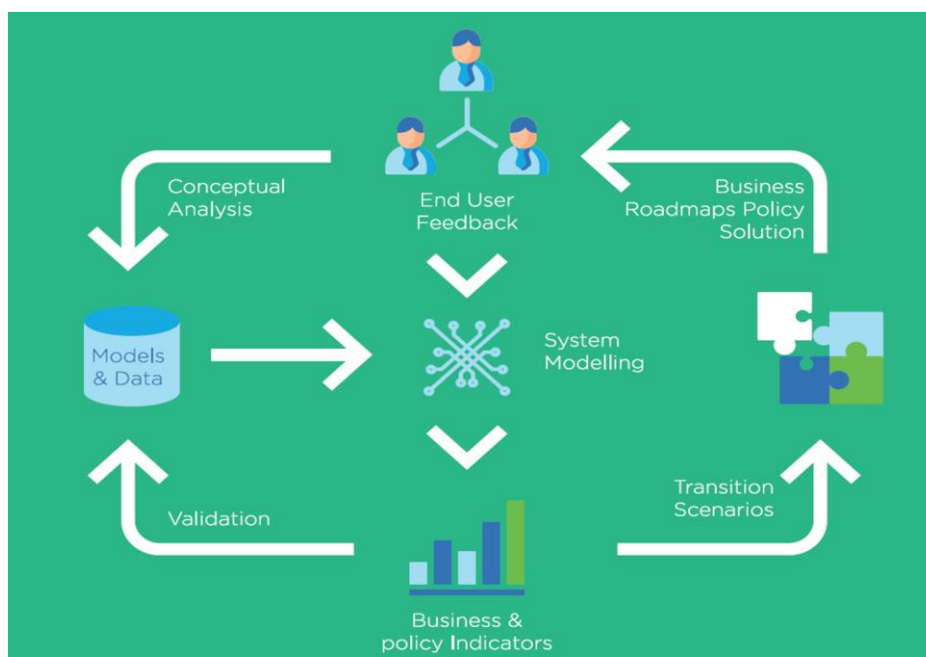 Conceptual
Analysis
End User
Feedback
Business
Roadmaps Policy
Solution
Models
& Data
System
Modelling
Validation
Transition
Scenarios
Business &
policy Indicators